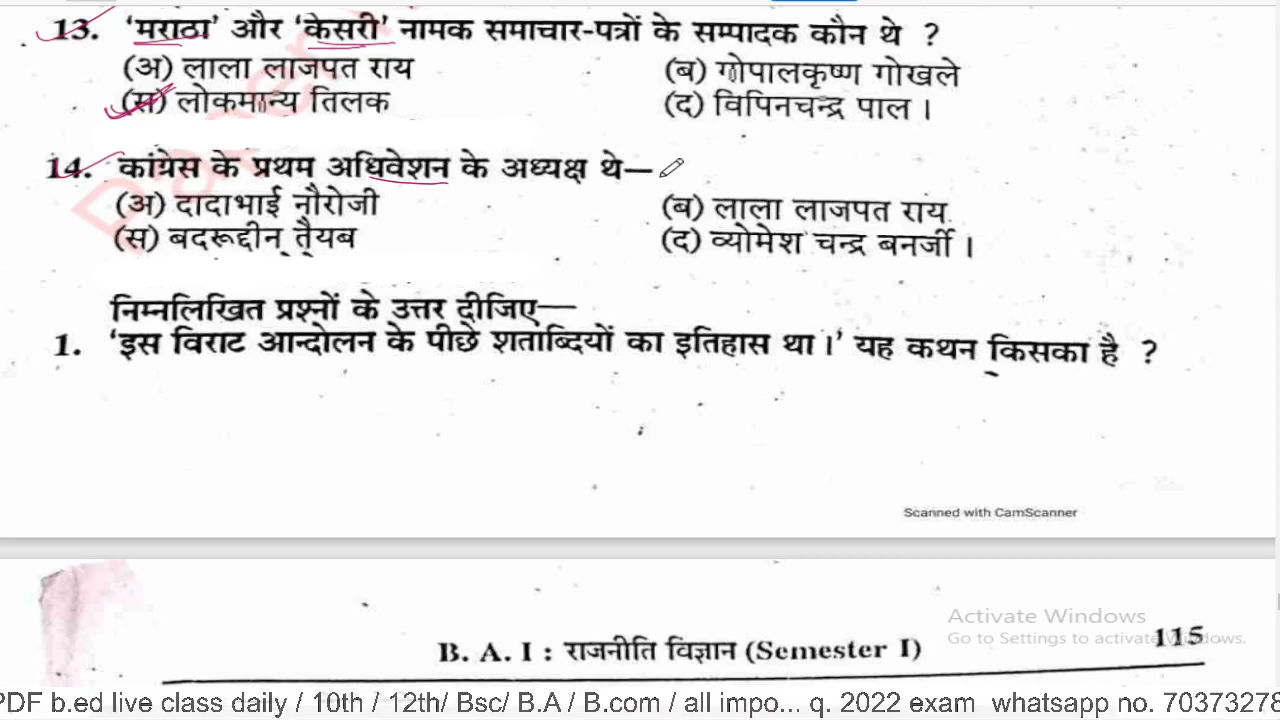 13. ‘मराठा’ और ‘केसरी’ नामक समाचार-पत्रों के सम्पादक कौन थे ?
(अ) लाला लाजपत राय (ब) गोपालकृष्ण गोखले
(स) लोकमान्य तिलक (द) विपिनचन्द्र पाल ।
14. कांग्रेस के प्रथम अधिवेशन के अध्यक्ष थे—
(अ) दादाभाई नौरोजी (ब) लाला लाजपत राय
(स) बदरूद्दीन तैयब (द) व्योमेश चन्द्र बनर्जी ।
निम्नलिखित प्रश्नों के उत्तर दीजिए—
1. ‘इस विराट आन्दोलन के पीछे शताब्दियों का इतिहास था ।’ यह कथन किसका है ?
Scanned with CamScanner
Activate Windows
Go to Settings to activate Windows.
B. A. I : राजनीति विज्ञान (Semester I) 115
PDF b.ed live class daily / 10th / 12th/ Bsc/ B.A / B.com / all impo... q. 2022 exam whatsapp no. 70373278